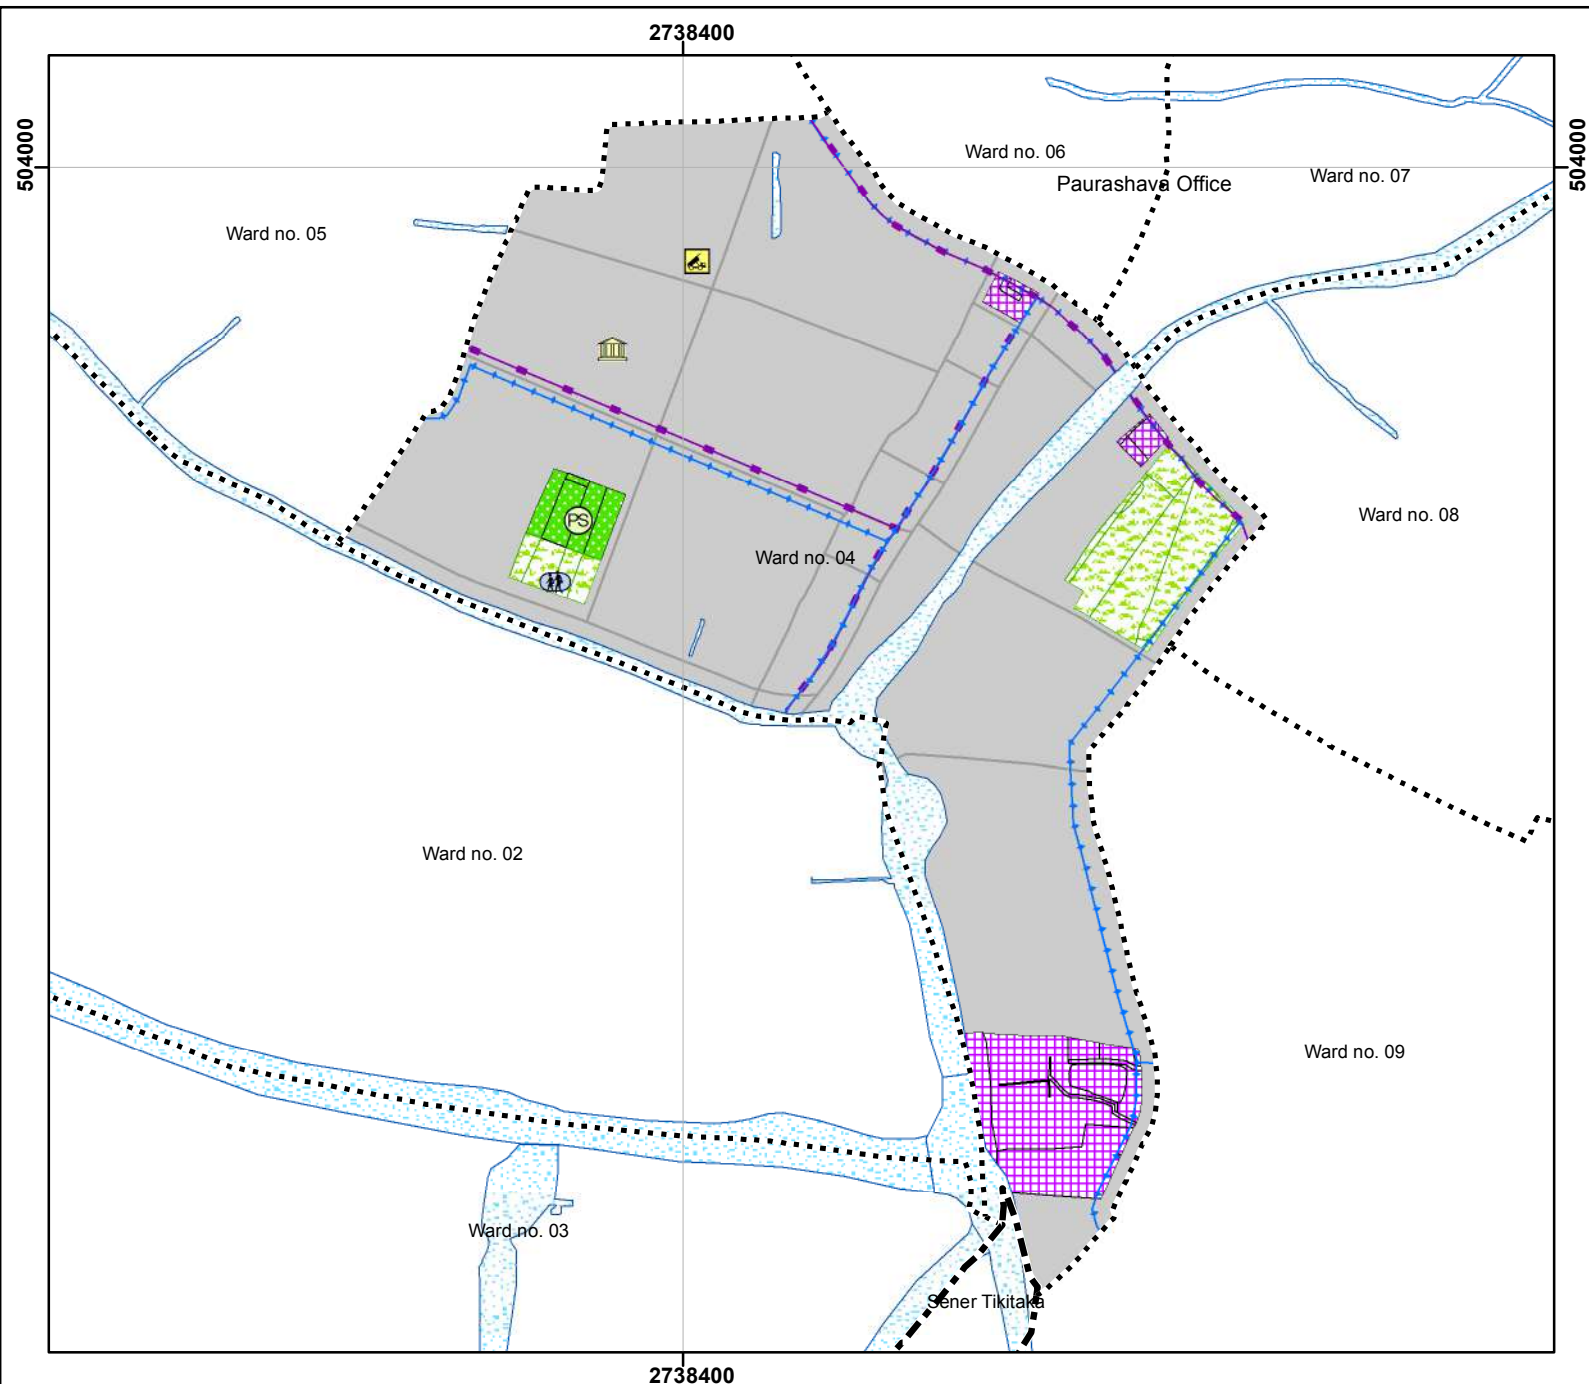 2738400
504000
504000
Ward no. 06
Ward no. 07
Paurashava Office
Ward no. 05
Ward no. 08
PS
Ward no. 04
Ward no. 02
Ward no. 09
Ward no. 03
Sener Tikitaka
2738400